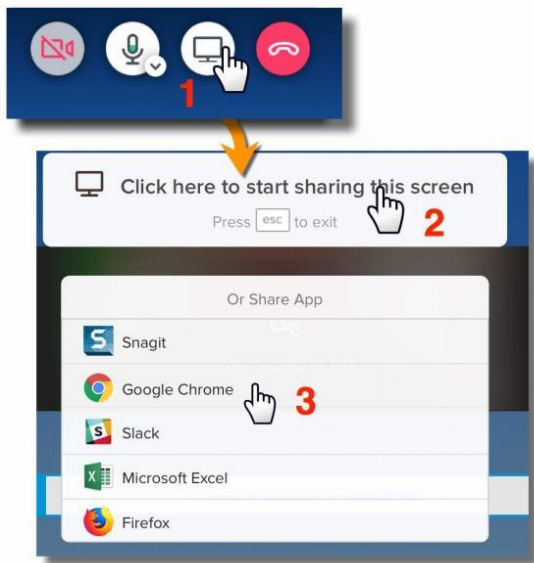 1
Click here to start sharing this screen
Press esc to exit
2
Or Share App
Snagit
Google Chrome
3
Slack
Microsoft Excel
Firefox